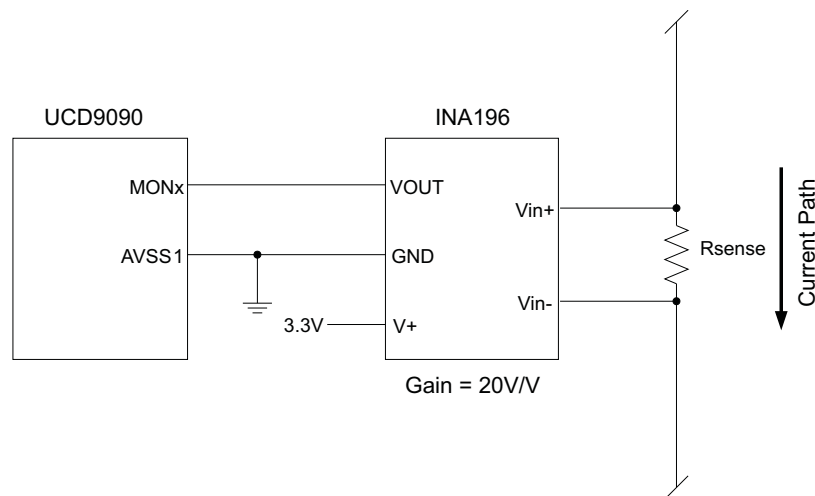 UCD9090
INA196
MONx
VOUT
Vin+
AVSS1
GND
Rsense
Current Path
Vin-
3.3V
V+
Gain = 20V/V